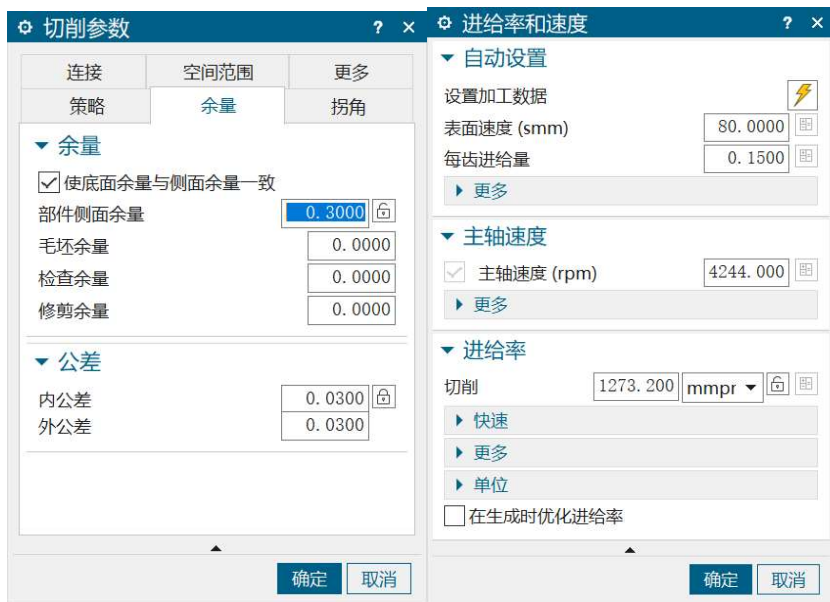 切削参数
连接 空间范围 更多
策略 余量 拐角
余量
使底面余量与侧面余量一致
部件侧面余量 0.3000
毛坯余量 0.0000
检查余量 0.0000
修剪余量 0.0000
公差
内公差 0.0300
外公差 0.0300
确定 取消
进给率和速度
自动设置
设置加工数据
表面速度 (smm) 80.0000
每齿进给量 0.1500
更多
主轴速度
主轴速度 (rpm) 4244.000
更多
进给率
切削 1273.200 mmpr
快速
更多
单位
在生成时优化进给率
确定 取消